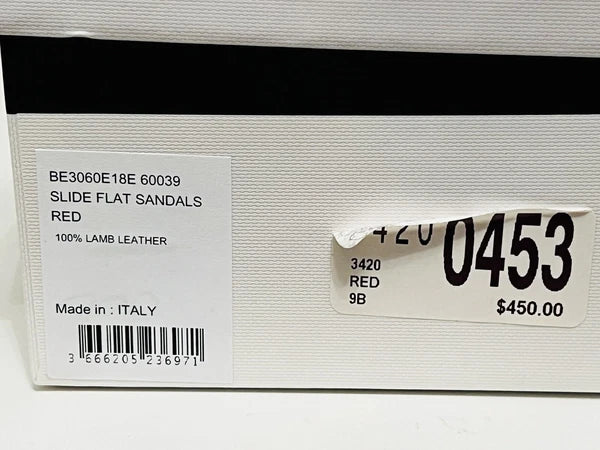 BE3060E18E 60039
SLIDE FLAT SANDALS
RED
100% LAMB LEATHER
Made in : ITALY
3 666205 236971
420 0453
3420
RED
9B
$450.00